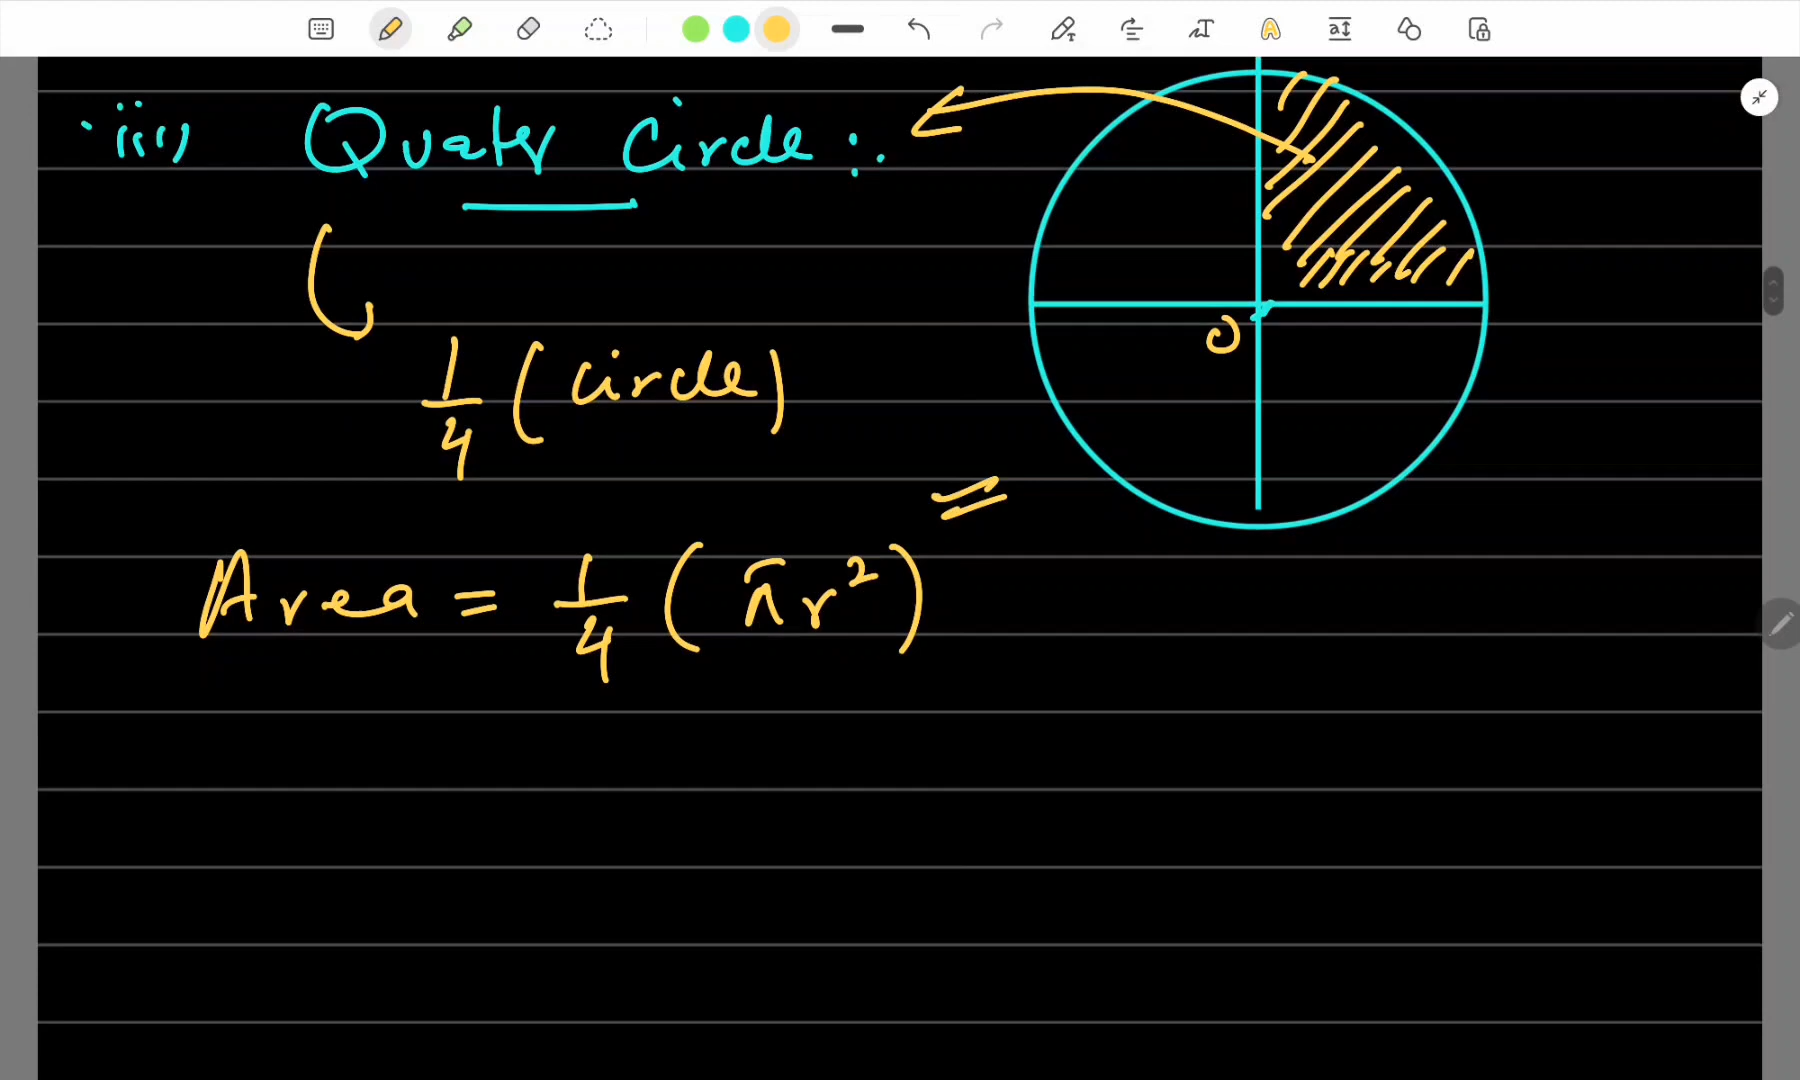 iii) Quater Circle :.
1/4 (circle)
Area = 1/4 (πr²)
O